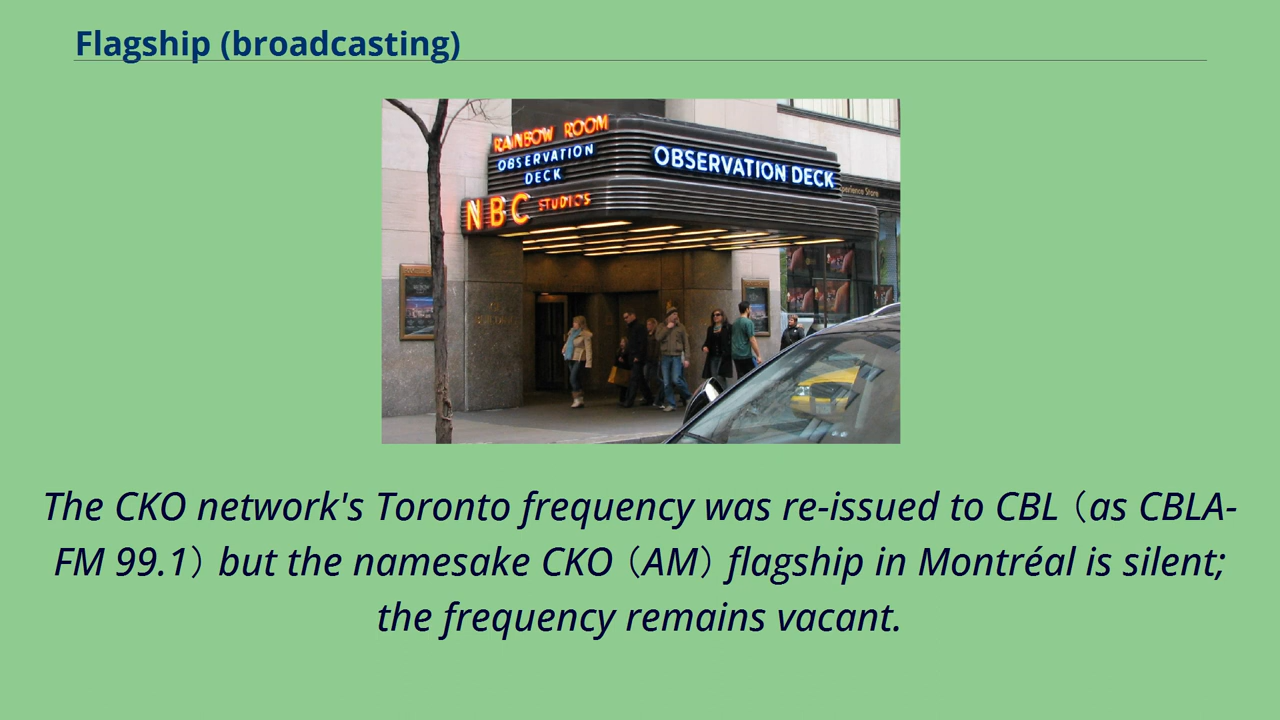 Flagship (broadcasting)
RAINBOW ROOM
OBSERVATION
DECK
NBC STUDIOS
OBSERVATION DECK
Experience Store
The CKO network's Toronto frequency was re-issued to CBL（as CBLA-
FM 99.1）but the namesake CKO（AM）flagship in Montréal is silent;
the frequency remains vacant.